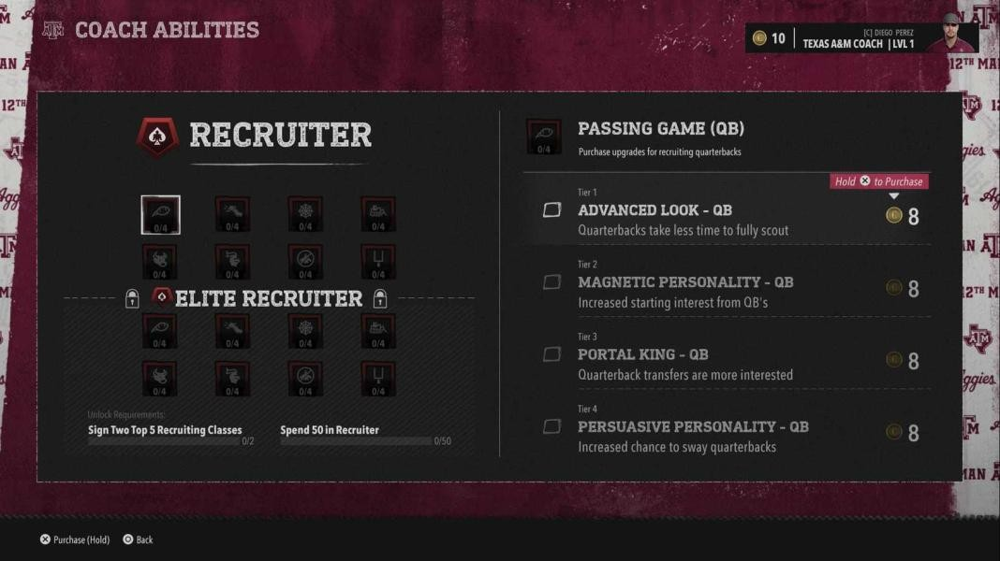 COACH ABILITIES
10
[C] DIEGO PEREZ
TEXAS A&M COACH | LVL 1
RECRUITER
0/4
0/4
0/4
0/4
0/4
0/4
0/4
0/4
ELITE RECRUITER
0/4
0/4
0/4
0/4
0/4
0/4
0/4
0/4
Unlock Requirements:
Sign Two Top 5 Recruiting Classes
0/2
Spend 50 in Recruiter
0/50
0/4
PASSING GAME (QB)
Purchase upgrades for recruiting quarterbacks
Hold X to Purchase
Tier 1
ADVANCED LOOK - QB
Quarterbacks take less time to fully scout
8
Tier 2
MAGNETIC PERSONALITY - QB
Increased starting interest from QB's
8
Tier 3
PORTAL KING - QB
Quarterback transfers are more interested
8
Tier 4
PERSUASIVE PERSONALITY - QB
Increased chance to sway quarterbacks
8
Purchase (Hold)
Back
12TH MAN